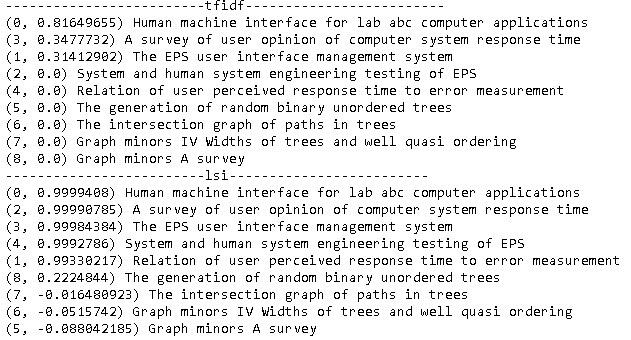 -------------------------tfidf-------------------------
(0, 0.81649655) Human machine interface for lab abc computer applications
(3, 0.3477732) A survey of user opinion of computer system response time
(1, 0.31412902) The EPS user interface management system
(2, 0.0) System and human system engineering testing of EPS
(4, 0.0) Relation of user perceived response time to error measurement
(5, 0.0) The generation of random binary unordered trees
(6, 0.0) The intersection graph of paths in trees
(7, 0.0) Graph minors IV Widths of trees and well quasi ordering
(8, 0.0) Graph minors A survey
-------------------------lsi-------------------------
(0, 0.9999408) Human machine interface for lab abc computer applications
(2, 0.99990785) A survey of user opinion of computer system response time
(3, 0.99984384) The EPS user interface management system
(4, 0.9992786) System and human system engineering testing of EPS
(1, 0.99330217) Relation of user perceived response time to error measurement
(8, 0.2224844) The generation of random binary unordered trees
(7, -0.016480923) The intersection graph of paths in trees
(6, -0.0515742) Graph minors IV Widths of trees and well quasi ordering
(5, -0.088042185) Graph minors A survey